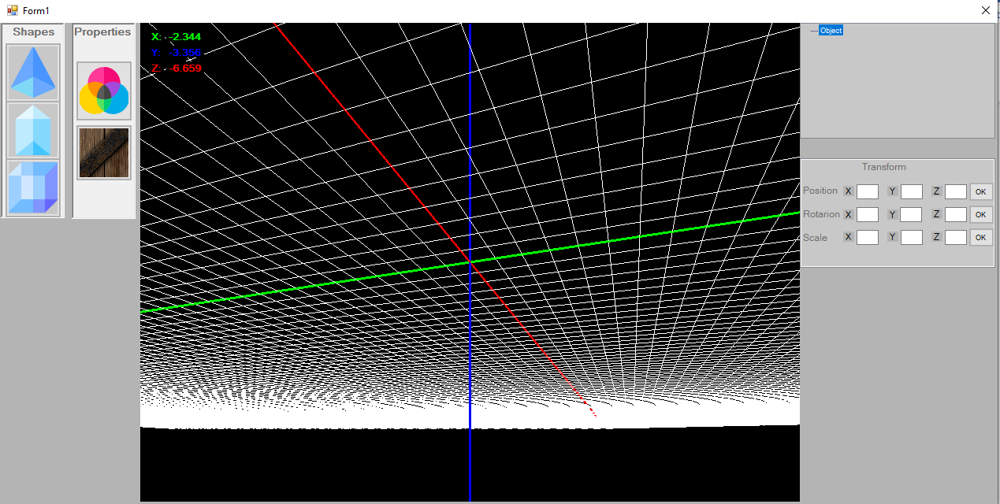 Form1
Shapes
Properties
X: -2.344
Y: -3.356
Z: -6.659
Object
Transform
Position X Y Z OK
Rotarion X Y Z OK
Scale X Y Z OK